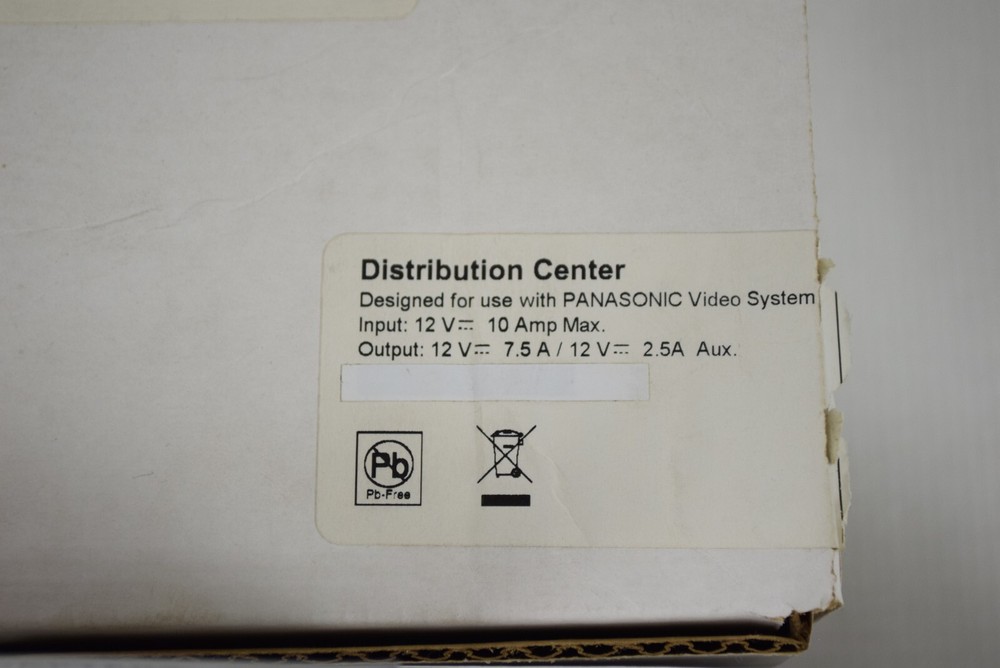 Distribution Center
Designed for use with PANASONIC Video System
Input: 12 V⎓ 10 Amp Max.
Output: 12 V⎓ 7.5 A / 12 V⎓ 2.5A Aux.
Pb
Pb-Free